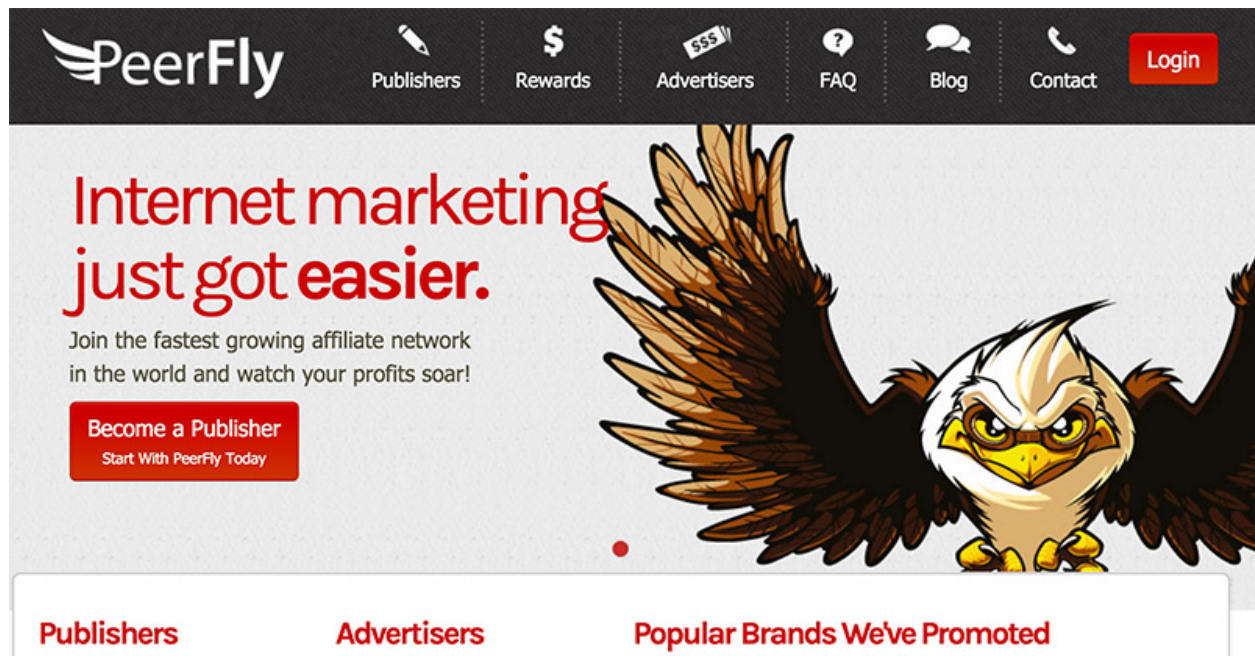 PeerFly
Publishers
Rewards
$$$
Advertisers
?
FAQ
Blog
Contact
Login
Internet marketing
just got easier.
Join the fastest growing affiliate network
in the world and watch your profits soar!
Become a Publisher
Start With PeerFly Today
Publishers
Advertisers
Popular Brands We've Promoted